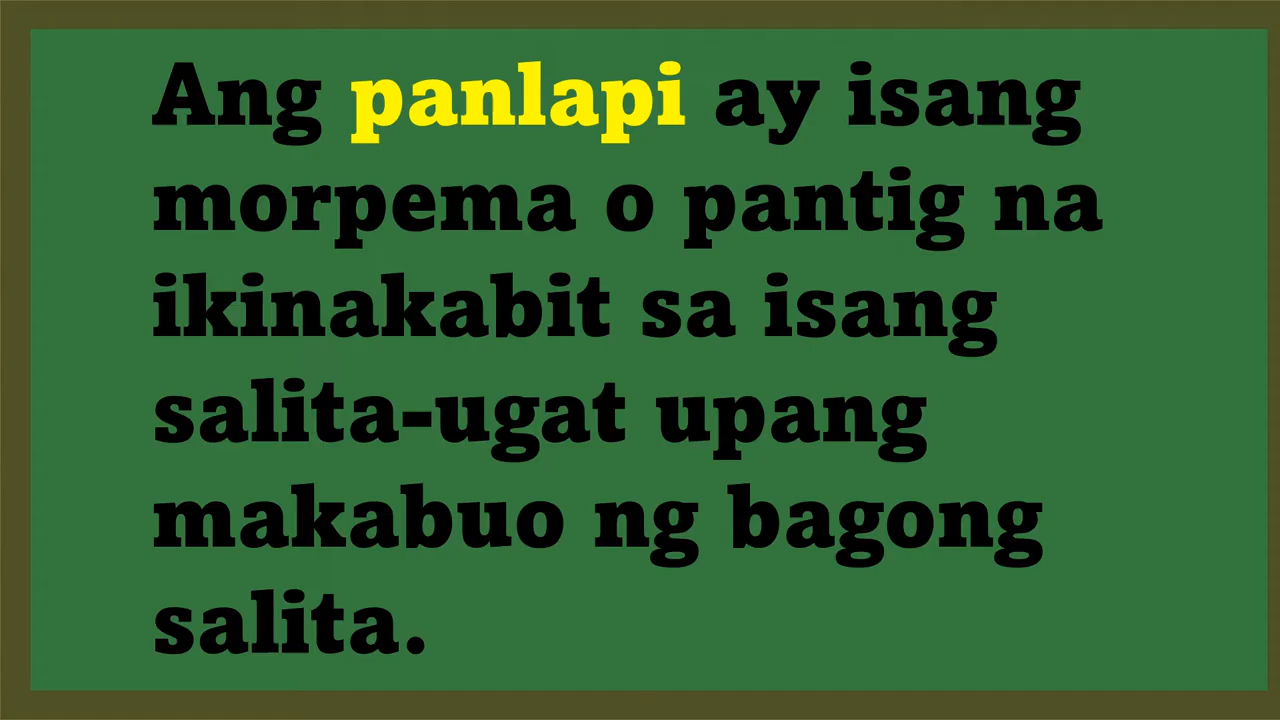 Ang panlapi ay isang
morpema o pantig na
ikinakabit sa isang
salita-ugat upang
makabuo ng bagong
salita.